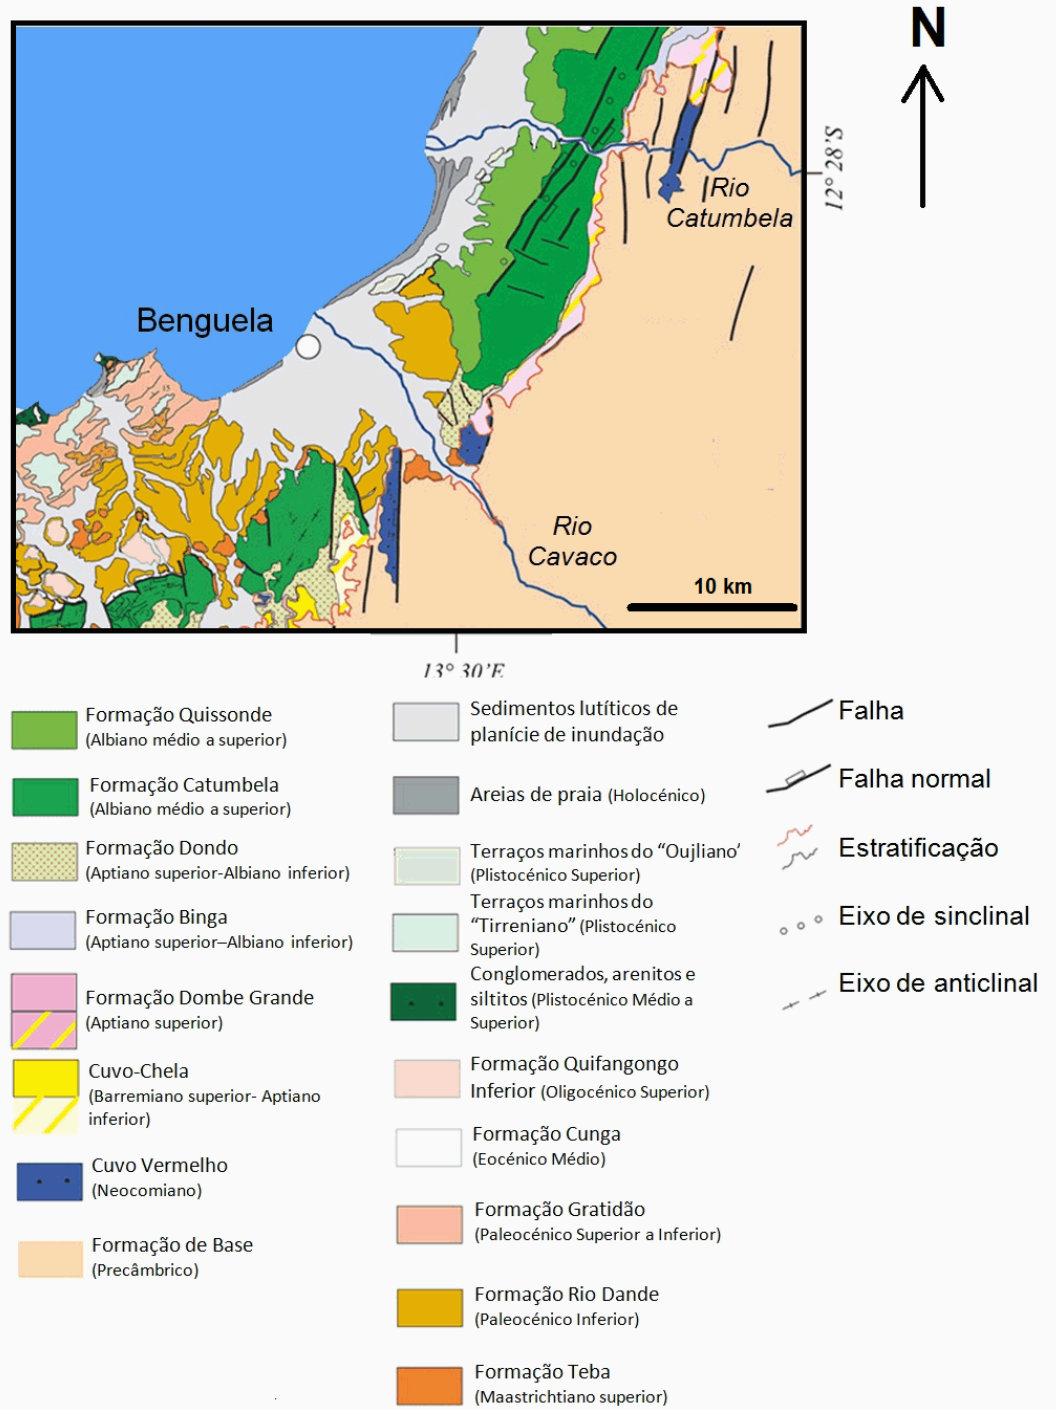 N
12° 28'S
Rio
Catumbela
Benguela
Rio
Cavaco
10 km
13° 30'E
Formação Quissonde
(Albiano médio a superior)
Formação Catumbela
(Albiano médio a superior)
Formação Dondo
(Aptiano superior-Albiano inferior)
Formação Binga
(Aptiano superior–Albiano inferior)
Formação Dombe Grande
(Aptiano superior)
Cuvo-Chela
(Barremiano superior- Aptiano
inferior)
Cuvo Vermelho
(Neocomiano)
Formação de Base
(Precâmbrico)
Sedimentos lutíticos de
planície de inundação
Areias de praia (Holocénico)
Terraços marinhos do “Oujliano’
(Plistocénico Superior)
Terraços marinhos do
“Tirreniano” (Plistocénico
Superior)
Conglomerados, arenitos e
siltitos (Plistocénico Médio a
Superior)
Formação Quifangongo
Inferior (Oligocénico Superior)
Formação Cunga
(Eocénico Médio)
Formação Gratidão
(Paleocénico Superior a Inferior)
Formação Rio Dande
(Paleocénico Inferior)
Formação Teba
(Maastrichtiano superior)
Falha
Falha normal
Estratificação
Eixo de sinclinal
Eixo de anticlinal